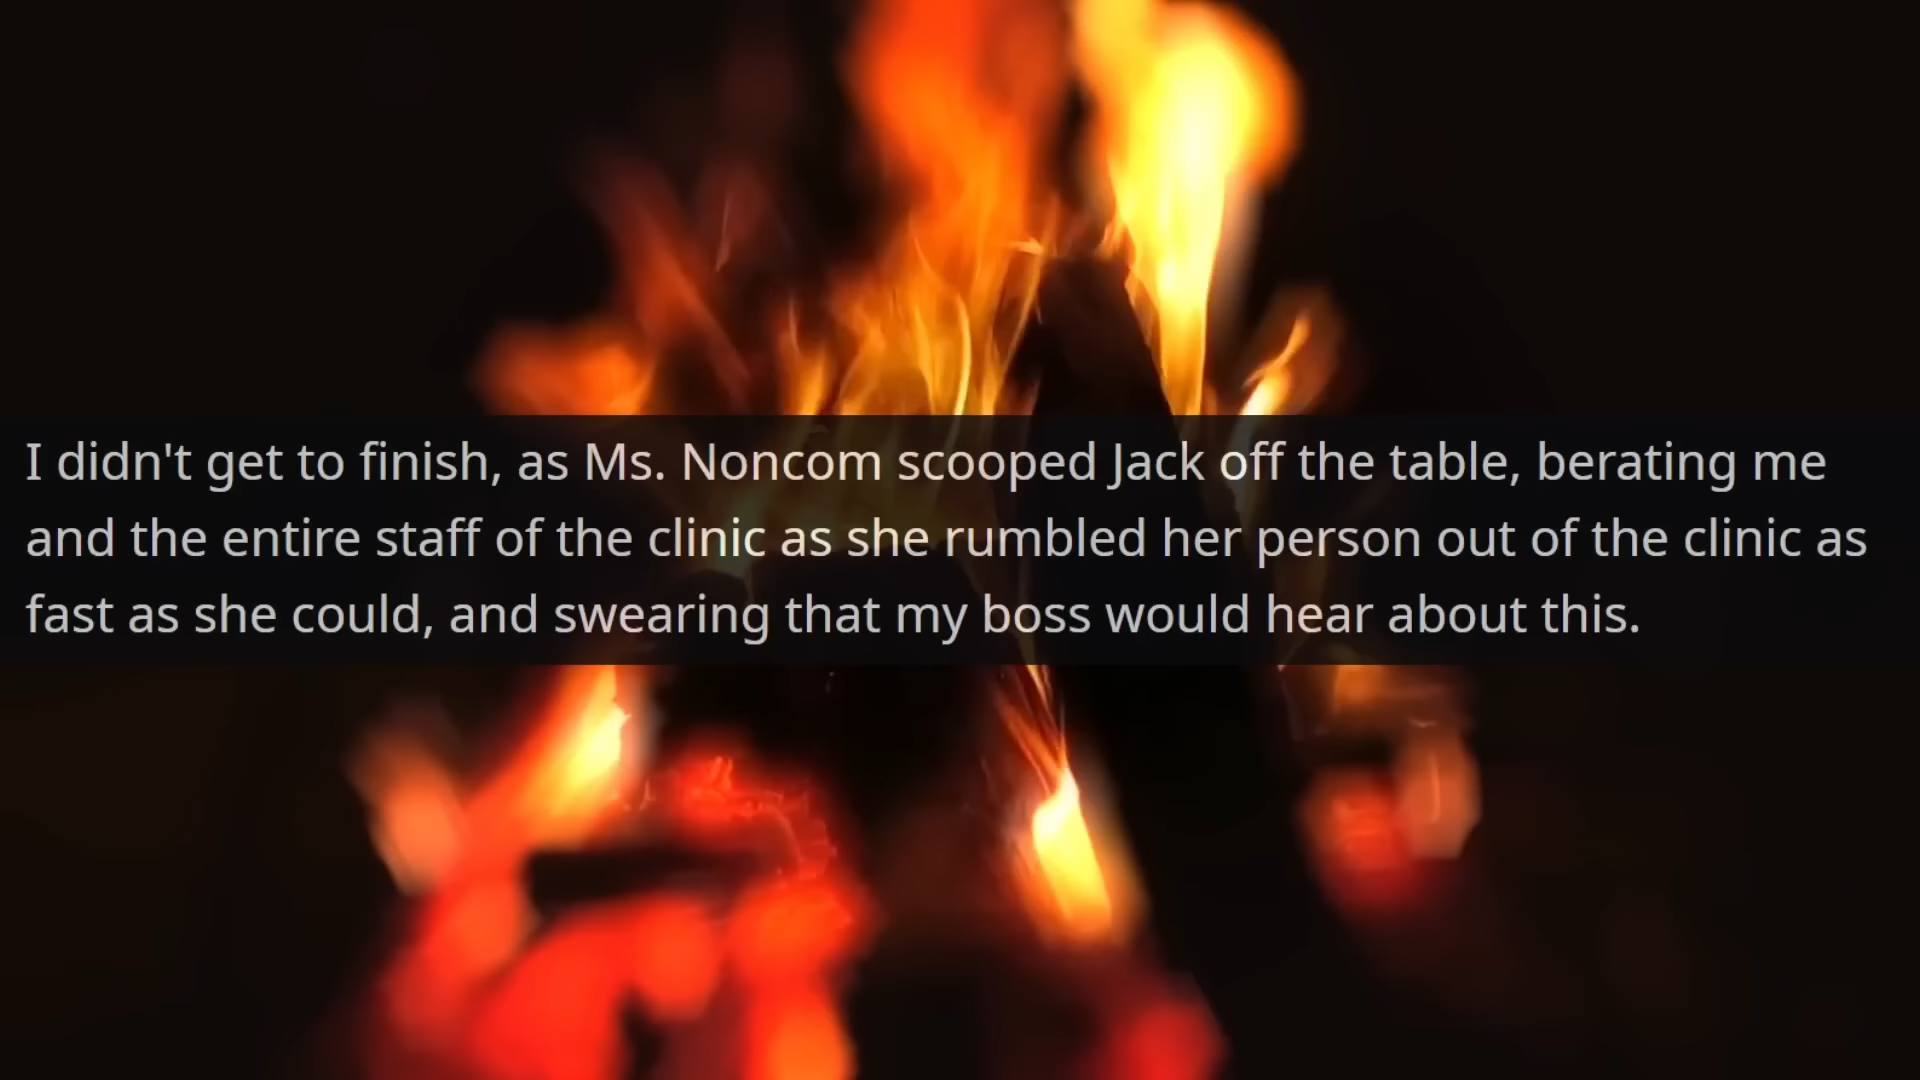 I didn't get to finish, as Ms. Noncom scooped Jack off the table, berating me
and the entire staff of the clinic as she rumbled her person out of the clinic as
fast as she could, and swearing that my boss would hear about this.